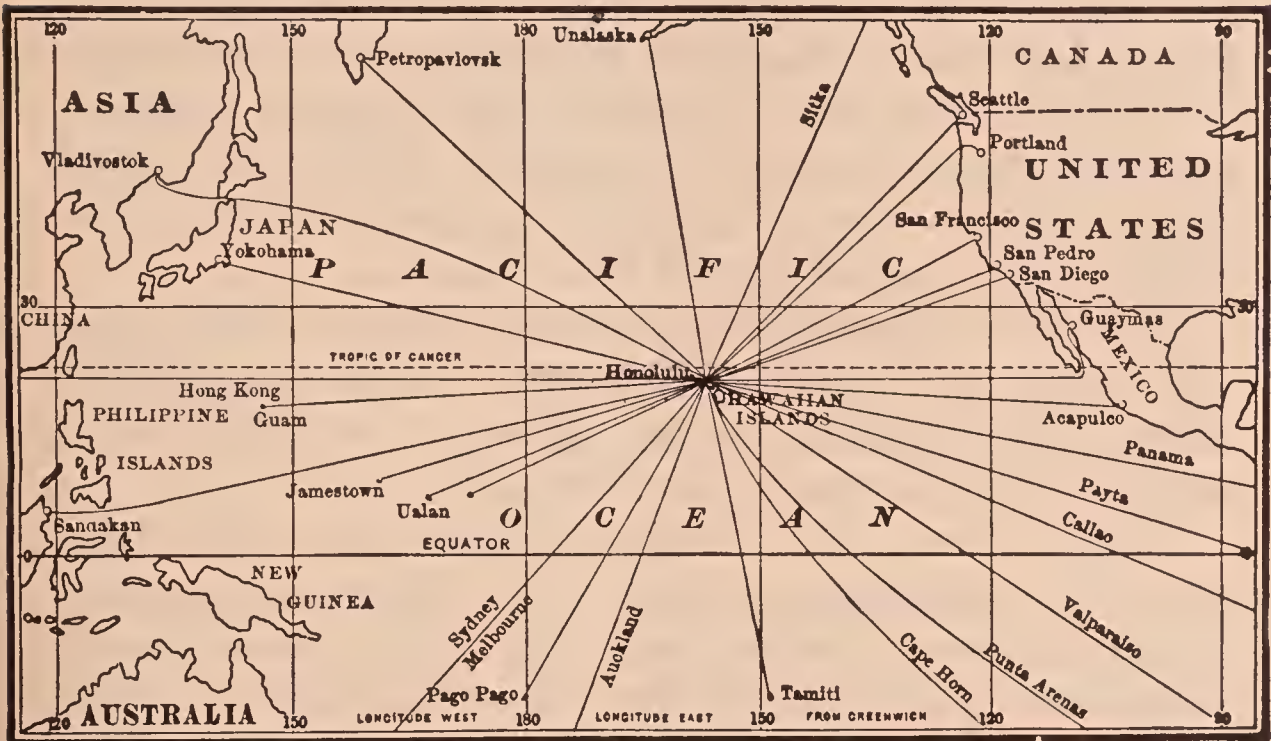 120 150 180 150 120 90
Unalaska
CANADA
Petropavlovsk
ASIA
Sitka
Seattle
Vladivostok
Portland
UNITED
JAPAN
San Francisco
STATES
Yokohama
San Pedro
PACIFIC
San Diego
30 30
CHINA
Guaymas
MEXICO
TROPIC OF CANCER
Honolulu
Hong Kong
HAWAIIAN
ISLANDS
PHILIPPINE
Guam
Acapulco
Panama
ISLANDS
Jamestown
Payta
Ualan
Callao
OCEAN
Sandakan
EQUATOR
0 0
NEW
GUINEA
Sydney
Melbourne
Auckland
Valparaiso
Cape Horn
Punta Arenas
Pago Pago
Tamiti
AUSTRALIA
LONGITUDE WEST LONGITUDE EAST FROM GREENWICH
120 150 180 150 120 90